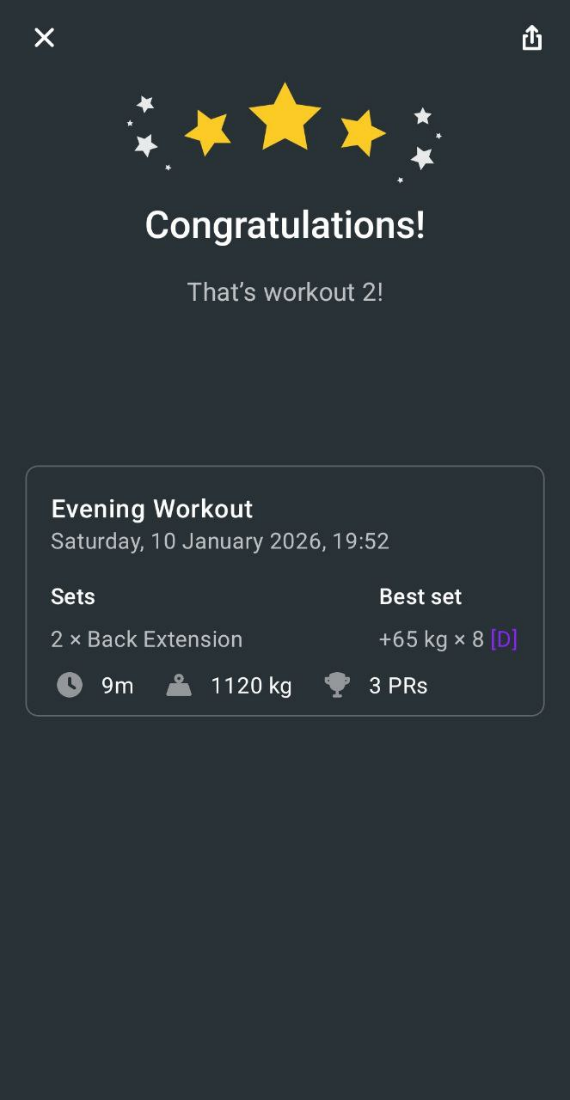 Congratulations!
That's workout 2!
Evening Workout
Saturday, 10 January 2026, 19:52
Sets Best set
2 × Back Extension +65 kg × 8 [D]
9m 1120 kg 3 PRs